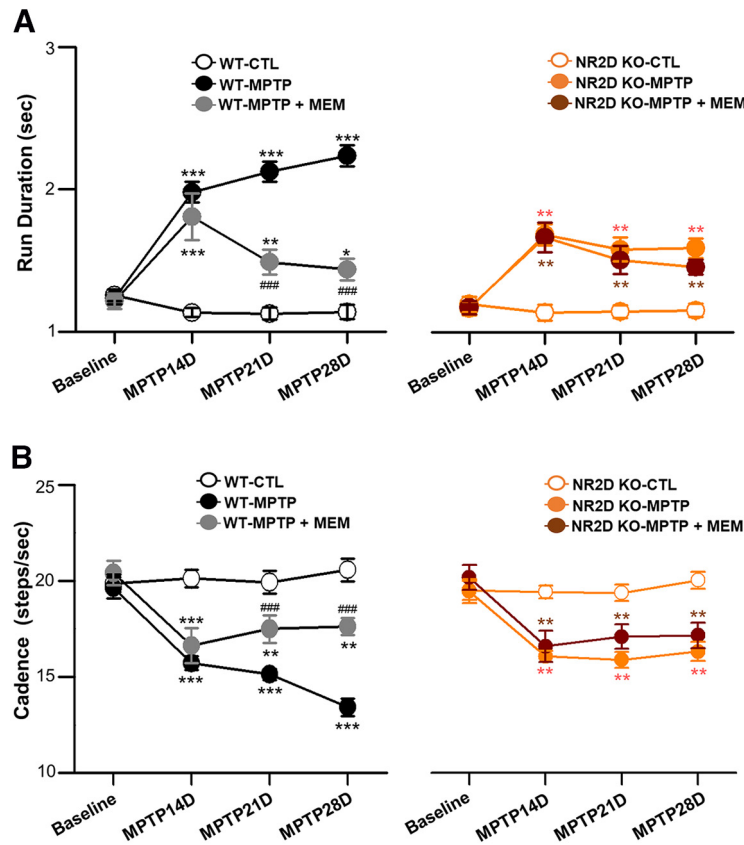 A
3
2
1
Run Duration (sec)
WT-CTL
WT-MPTP
WT-MPTP + MEM
***
***
***
***
**
*
###
###
Baseline
MPTP14D
MPTP21D
MPTP28D
NR2D KO-CTL
NR2D KO-MPTP
NR2D KO-MPTP + MEM
**
**
**
**
**
**
Baseline
MPTP14D
MPTP21D
MPTP28D
B
25
20
15
10
Cadence (steps/sec)
WT-CTL
WT-MPTP
WT-MPTP + MEM
***
###
###
**
**
***
***
***
Baseline
MPTP14D
MPTP21D
MPTP28D
NR2D KO-CTL
NR2D KO-MPTP
NR2D KO-MPTP + MEM
**
**
**
**
**
**
Baseline
MPTP14D
MPTP21D
MPTP28D